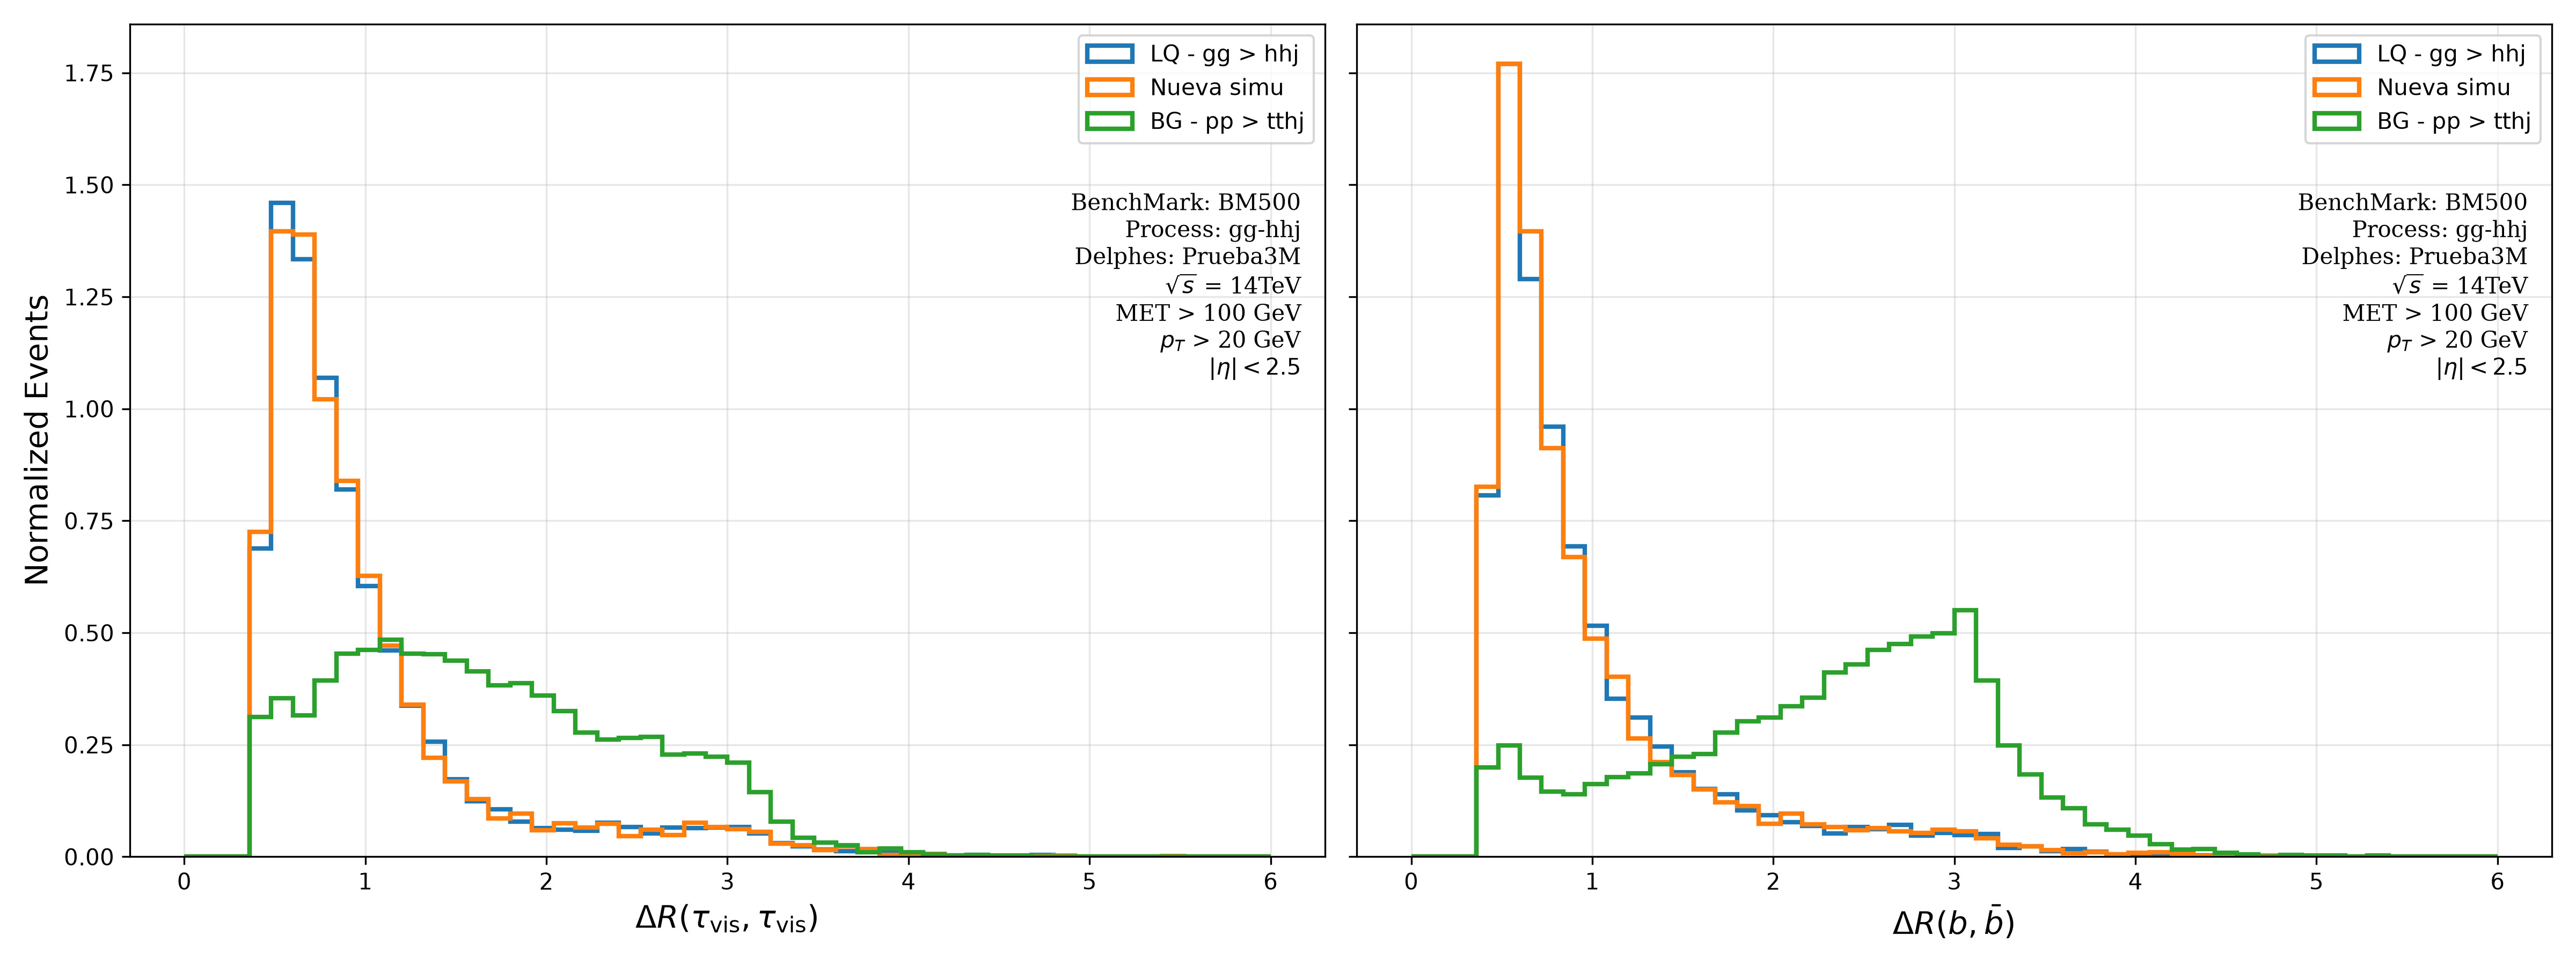 Normalized Events
1.75
1.50
1.25
1.00
0.75
0.50
0.25
0.00
LQ - gg > hhj
Nueva simu
BG - pp > tthj
BenchMark: BM500
Process: gg-hhj
Delphes: Prueba3M
√s = 14TeV
MET > 100 GeV
p_T > 20 GeV
|η| < 2.5
0 1 2 3 4 5 6
ΔR(τ_vis, τ_vis)
LQ - gg > hhj
Nueva simu
BG - pp > tthj
BenchMark: BM500
Process: gg-hhj
Delphes: Prueba3M
√s = 14TeV
MET > 100 GeV
p_T > 20 GeV
|η| < 2.5
0 1 2 3 4 5 6
ΔR(b, b̄)